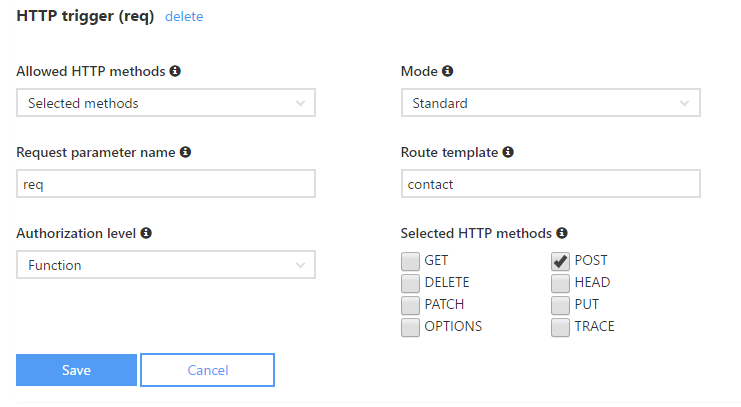 HTTP trigger (req) delete
Allowed HTTP methods
Mode
Selected methods
Standard
Request parameter name
Route template
req
contact
Authorization level
Selected HTTP methods
Function
GET
POST
DELETE
HEAD
PATCH
PUT
OPTIONS
TRACE
Save
Cancel